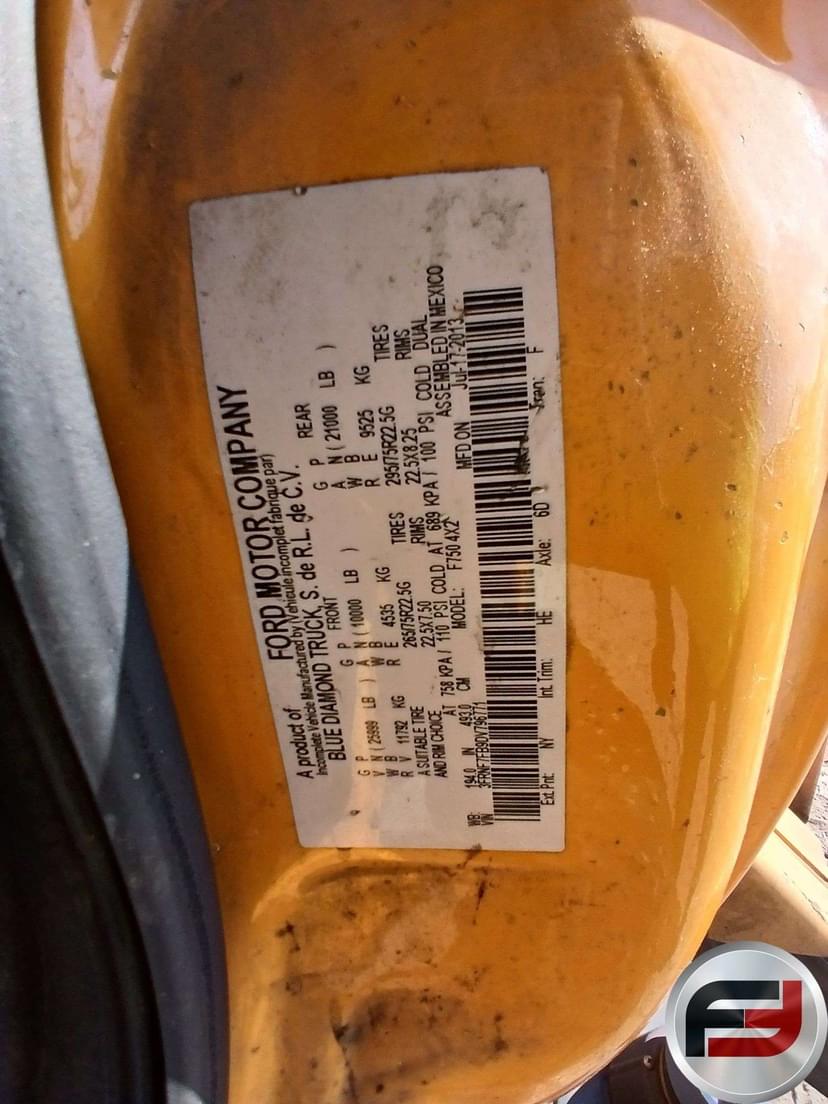 FORD MOTOR COMPANY
A product of
Incomplete Vehicle Manufactured by/Vehicule incomplet fabrique par)
BLUE DIAMOND TRUCK, S. de R.L. de C.V.
FRONT REAR
G P G P G P
V N ( 25999 LB ) A N ( 10000 LB ) A N ( 21000 LB )
W B W B W B
R V 11792 KG R E 4535 KG R E 9525 KG
A SUITABLE TIRE 265/75R22.5G TIRES 295/75R22.5G TIRES
AND RIM CHOICE 22.5X7.50 RIMS 22.5X8.25 RIMS
AT 758 KPA / 110 PSI COLD AT 689 KPA / 100 PSI COLD DUAL
WB: 194.0 IN 493.0 CM MODEL: F750 4X2 ASSEMBLED IN MEXICO
MFD ON Jul-17-2013
VIN 3FRNF7FB9DV796771
Ext Pnt: NY Int Trim: HE Axle: 6D Tran: F